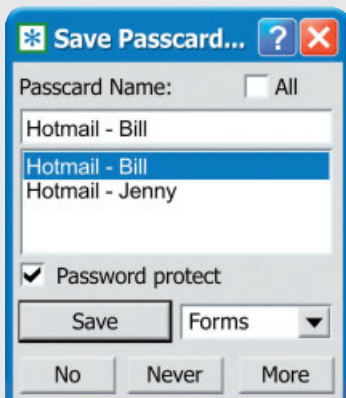 Save Passcard... ? X
Passcard Name: All
Hotmail - Bill
Hotmail - Bill
Hotmail - Jenny
Password protect
Save Forms
No Never More